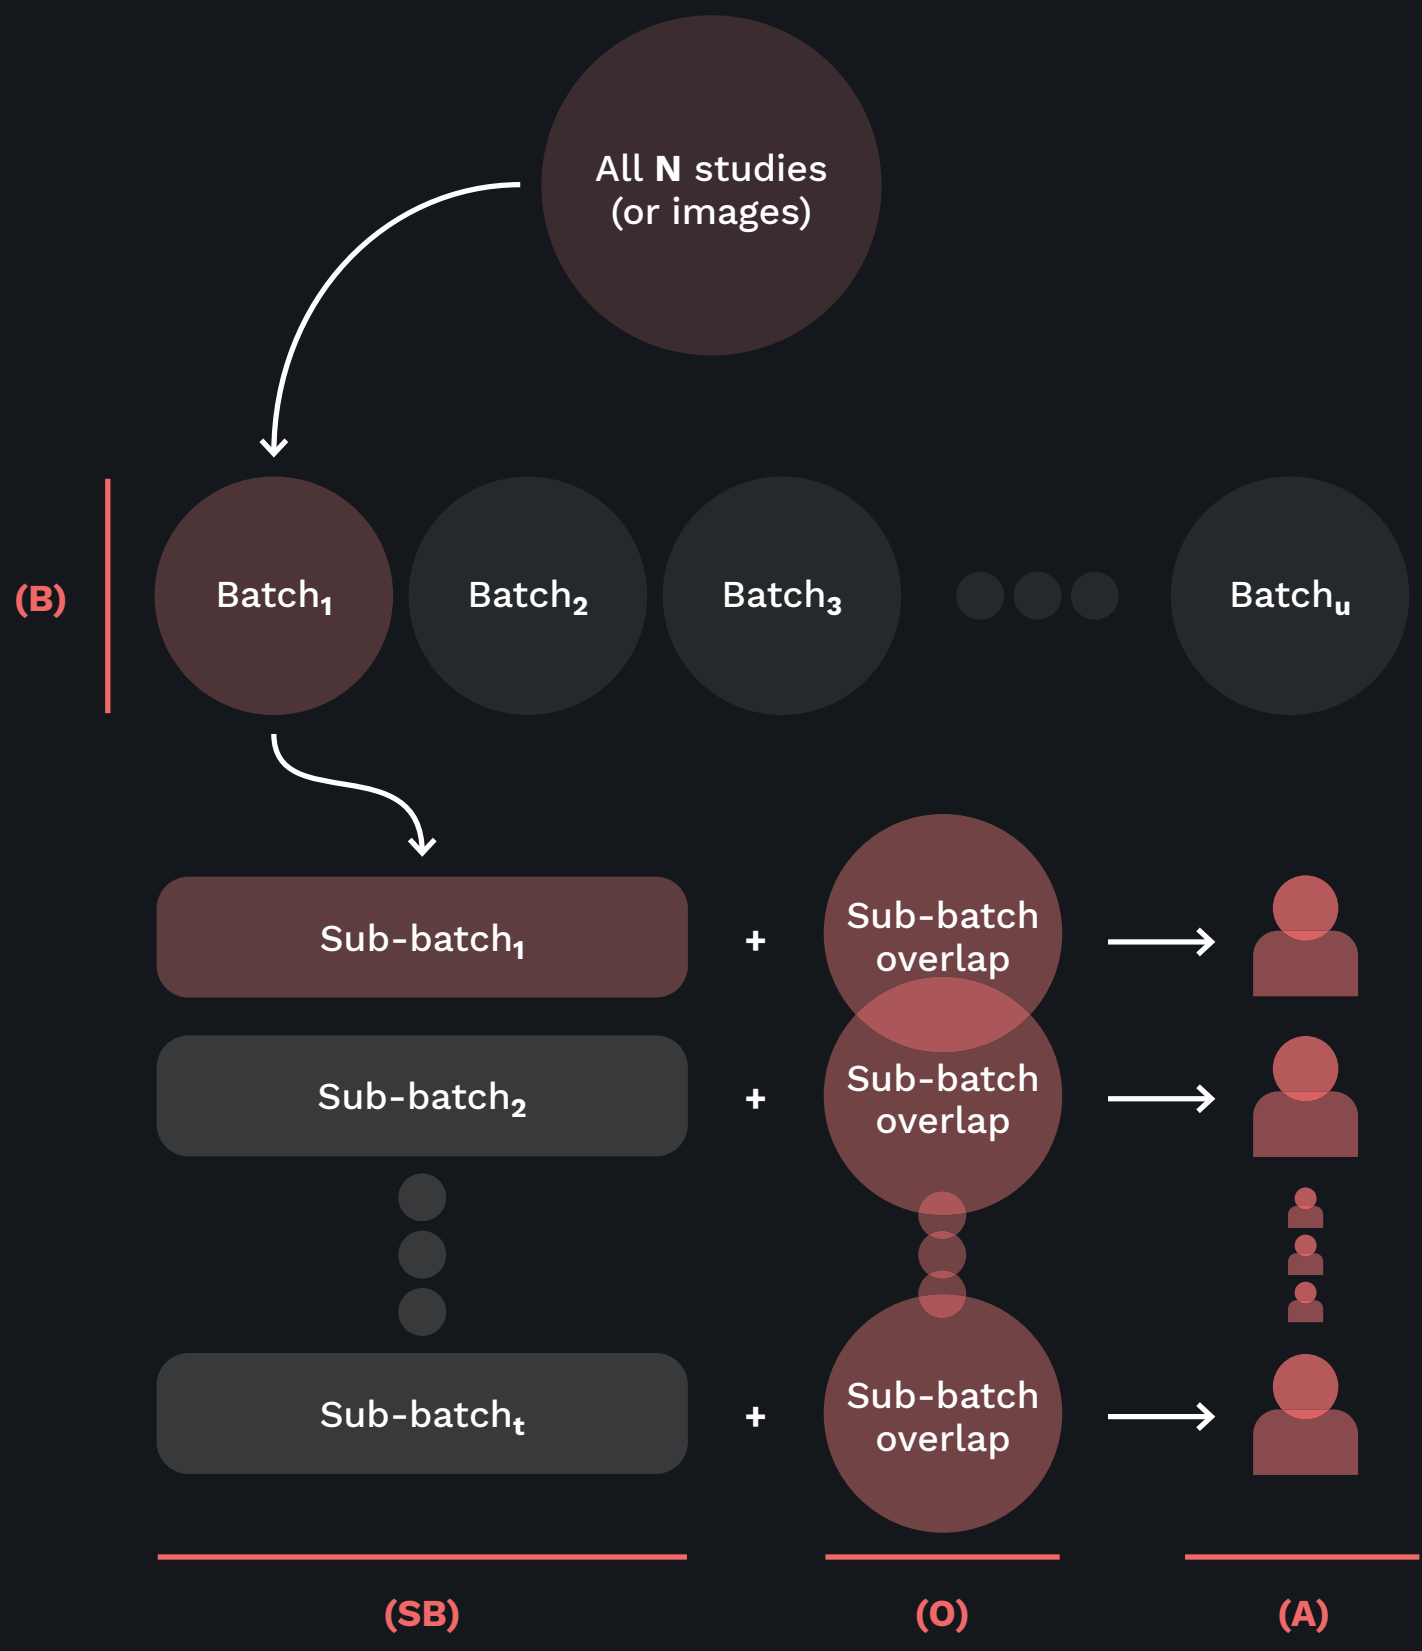 All N studies
(or images)
(B)
Batch₁
Batch₂
Batch₃
Batchᵤ
Sub-batch₁
+
Sub-batch
overlap
Sub-batch₂
+
Sub-batch
overlap
Sub-batchₜ
+
Sub-batch
overlap
(SB)
(O)
(A)